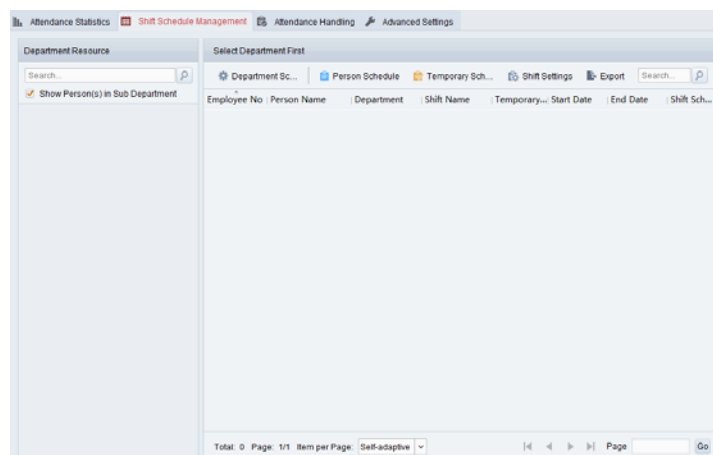 Attendance Statistics Shift Schedule Management Attendance Handling Advanced Settings
Department Resource
Search...
Show Person(s) in Sub Department
Select Department First
Department Sc... Person Schedule Temporary Sch... Shift Settings Export Search...
Employee No Person Name Department Shift Name Temporary... Start Date End Date Shift Sch...
Total: 0 Page: 1/1 Item per Page: Self-adaptive Page Go